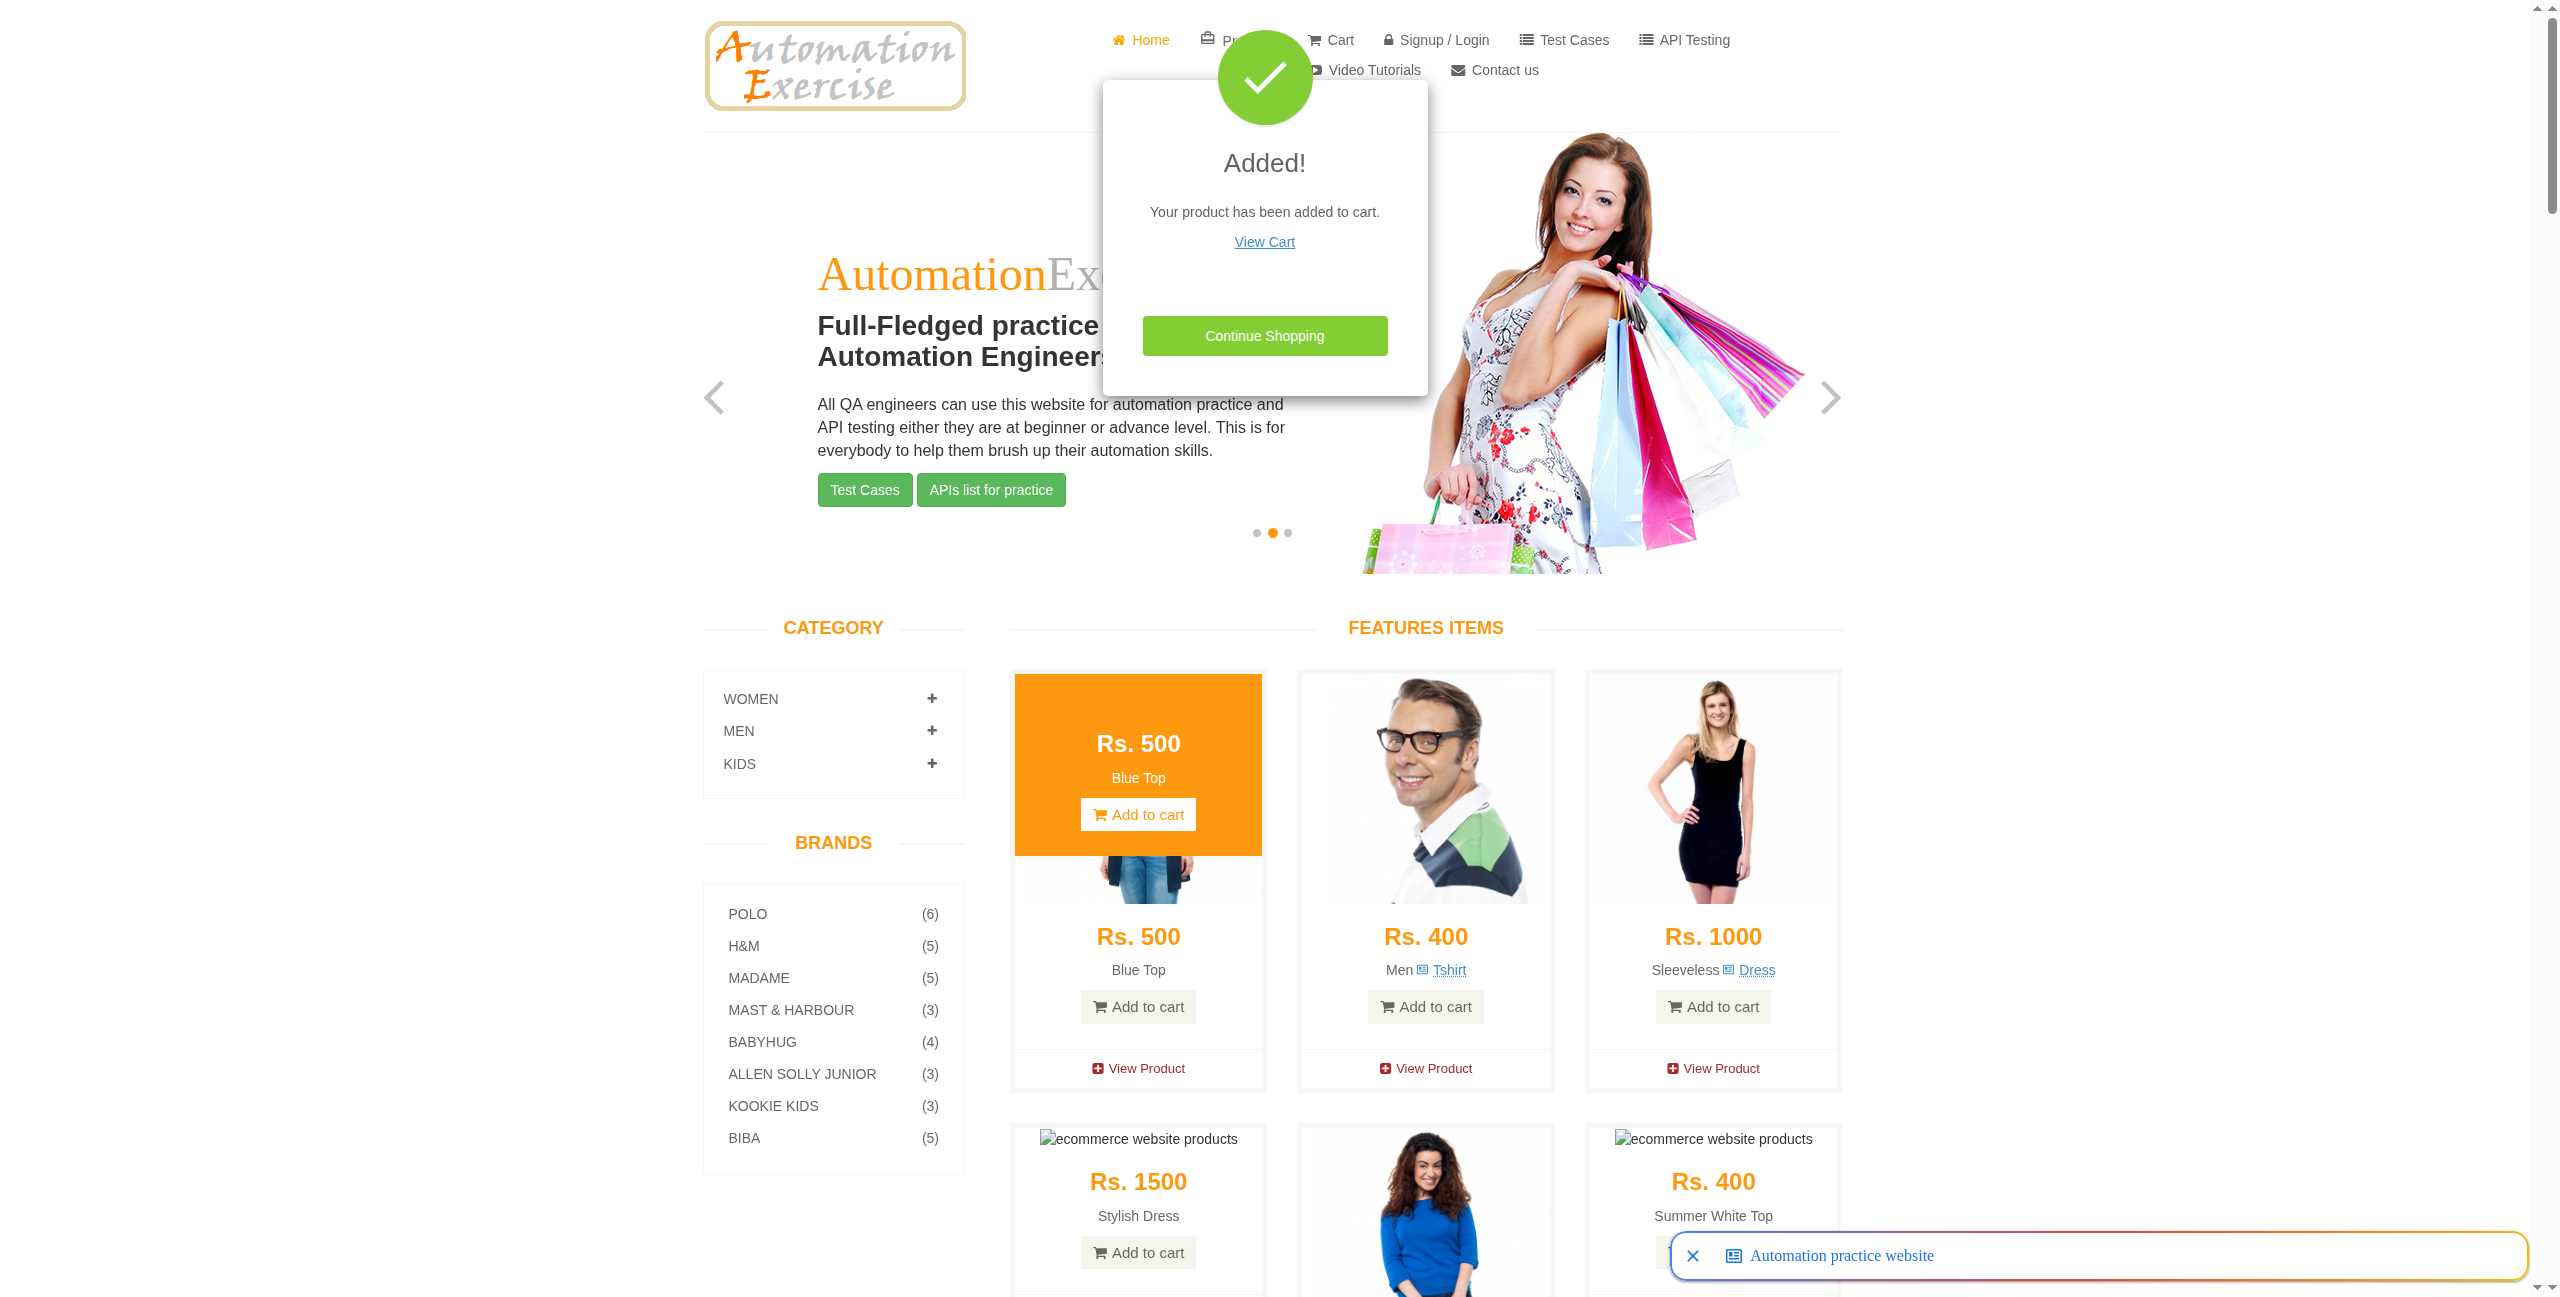 Automation
Exercise
Home
Pr
Cart
Signup / Login
Test Cases
API Testing
Video Tutorials
Contact us
Added!
Your product has been added to cart.
View Cart
Continue Shopping
AutomationEx
Full-Fledged practice
Automation Engineers
All QA engineers can use this website for automation practice and
API testing either they are at beginner or advance level. This is for
everybody to help them brush up their automation skills.
Test Cases
APIs list for practice
CATEGORY
WOMEN
MEN
KIDS
BRANDS
POLO (6)
H&M (5)
MADAME (5)
MAST & HARBOUR (3)
BABYHUG (4)
ALLEN SOLLY JUNIOR (3)
KOOKIE KIDS (3)
BIBA (5)
FEATURES ITEMS
Rs. 500
Blue Top
Add to cart
Rs. 500
Blue Top
Add to cart
View Product
Rs. 400
Men Tshirt
Add to cart
View Product
Rs. 1000
Sleeveless Dress
Add to cart
View Product
ecommerce website products
Rs. 1500
Stylish Dress
Add to cart
ecommerce website products
Rs. 400
Summer White Top
Automation practice website